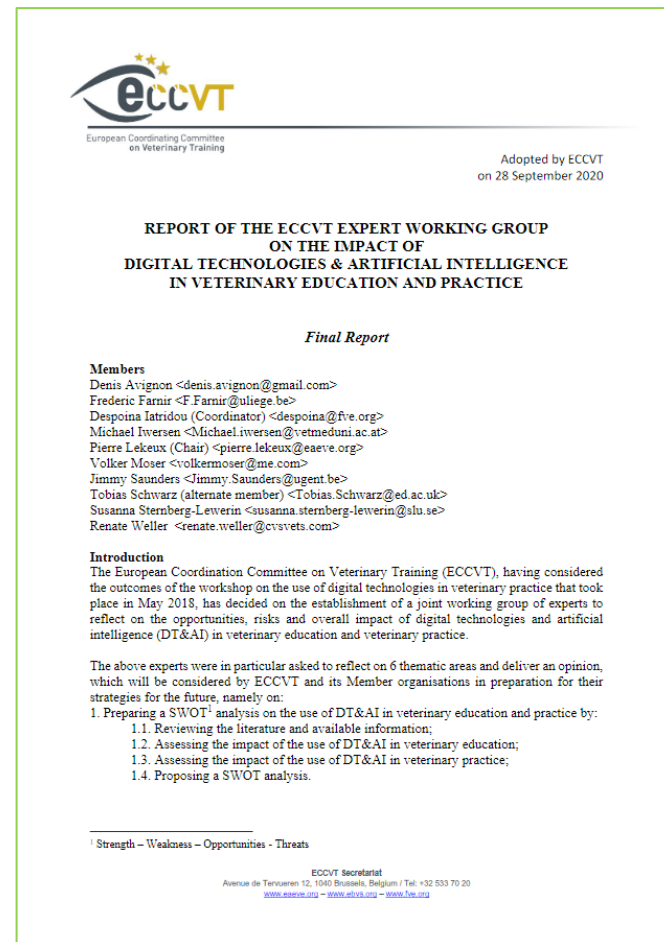 eccVT
European Coordinating Committee
on Veterinary Training
Adopted by ECCVT
on 28 September 2020
REPORT OF THE ECCVT EXPERT WORKING GROUP
ON THE IMPACT OF
DIGITAL TECHNOLOGIES & ARTIFICIAL INTELLIGENCE
IN VETERINARY EDUCATION AND PRACTICE
Final Report
Members
Denis Avignon <denis.avignon@gmail.com>
Frederic Farnir <F.Farnir@uliege.be>
Despoina Iatridou (Coordinator) <despoina@fve.org>
Michael Iwersen <Michael.iwersen@vetmeduni.ac.at>
Pierre Lekeux (Chair) <pierre.lekeux@eaeve.org>
Volker Moser <volkermoser@me.com>
Jimmy Saunders <Jimmy.Saunders@ugent.be>
Tobias Schwarz (alternate member) <Tobias.Schwarz@ed.ac.uk>
Susanna Sternberg-Lewerin <susanna.sternberg-lewerin@slu.se>
Renate Weller <renate.weller@cvsvets.com>
Introduction
The European Coordination Committee on Veterinary Training (ECCVT), having considered
the outcomes of the workshop on the use of digital technologies in veterinary practice that took
place in May 2018, has decided on the establishment of a joint working group of experts to
reflect on the opportunities, risks and overall impact of digital technologies and artificial
intelligence (DT&AI) in veterinary education and veterinary practice.
The above experts were in particular asked to reflect on 6 thematic areas and deliver an opinion,
which will be considered by ECCVT and its Member organisations in preparation for their
strategies for the future, namely on:
1. Preparing a SWOT¹ analysis on the use of DT&AI in veterinary education and practice by:
1.1. Reviewing the literature and available information;
1.2. Assessing the impact of the use of DT&AI in veterinary education;
1.3. Assessing the impact of the use of DT&AI in veterinary practice;
1.4. Proposing a SWOT analysis.
¹ Strength – Weakness – Opportunities - Threats
ECCVT Secretariat
Avenue de Tervueren 12, 1040 Brussels, Belgium / Tel: +32 533 70 20
www.eaeve.org – www.ebvs.org – www.fve.org